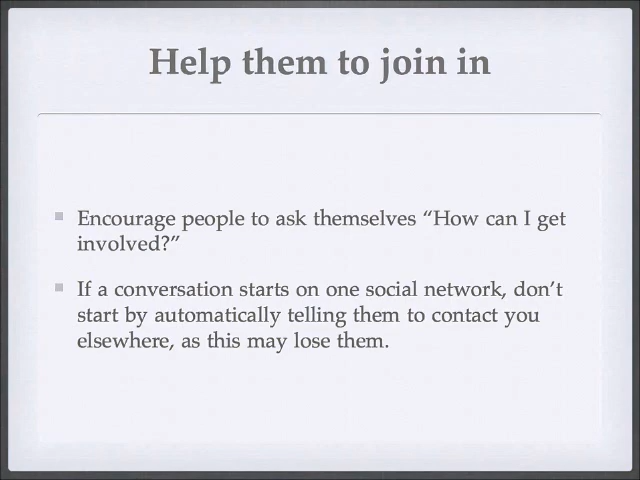 Help them to join in
Encourage people to ask themselves “How can I get
involved?”
If a conversation starts on one social network, don’t
start by automatically telling them to contact you
elsewhere, as this may lose them.